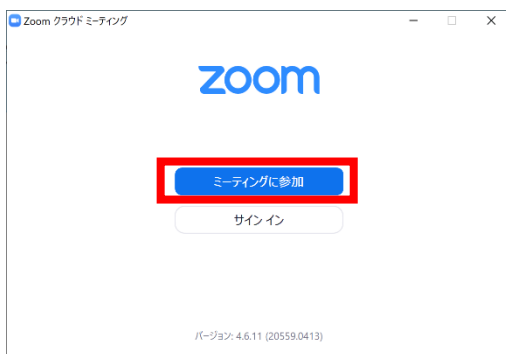 Zoom クラウド ミーティング
zoom
ミーティングに参加
サイン イン
バージョン: 4.6.11 (20559.0413)